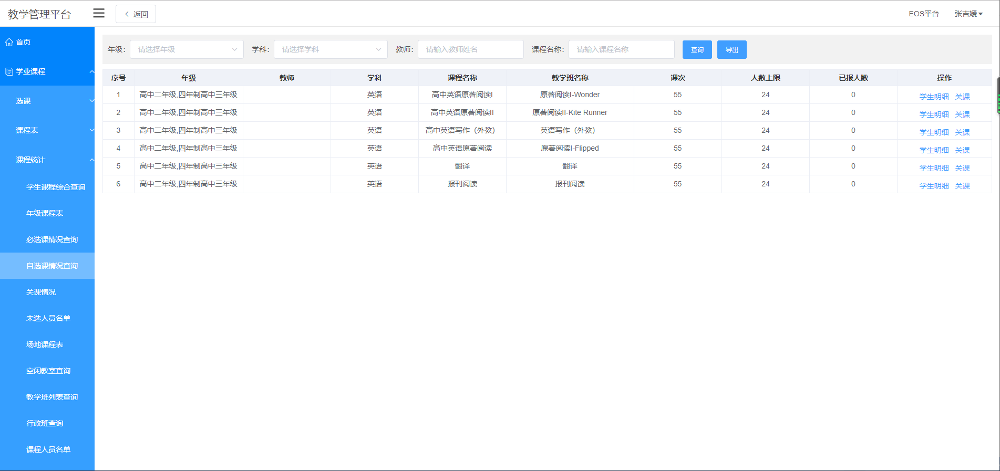 教学管理平台
返回
EOS平台
张吉媛
首页
学业课程
选课
课程表
课程统计
学生课程综合查询
年级课程表
必选课情况查询
自选课情况查询
关课情况
未选人员名单
场地课程表
空闲教室查询
教学班列表查询
行政班查询
课程人员名单
年级： 请选择年级 学科： 请选择学科 教师： 请输入教师姓名 课程名称： 请输入课程名称 查询 导出
序号 年级 教师 学科 课程名称 教学班名称 课次 人数上限 已报人数 操作
1 高中二年级,四年制高中三年级 英语 高中英语原著阅读I 原著阅读I-Wonder 55 24 0 学生明细 关课
2 高中二年级,四年制高中三年级 英语 高中英语原著阅读II 原著阅读II-Kite Runner 55 24 0 学生明细 关课
3 高中二年级,四年制高中三年级 英语 高中英语写作（外教） 英语写作（外教） 55 24 0 学生明细 关课
4 高中二年级,四年制高中三年级 英语 高中英语原著阅读 原著阅读I-Flipped 55 24 0 学生明细 关课
5 高中二年级,四年制高中三年级 英语 翻译 翻译 55 24 0 学生明细 关课
6 高中二年级,四年制高中三年级 英语 报刊阅读 报刊阅读 55 24 0 学生明细 关课